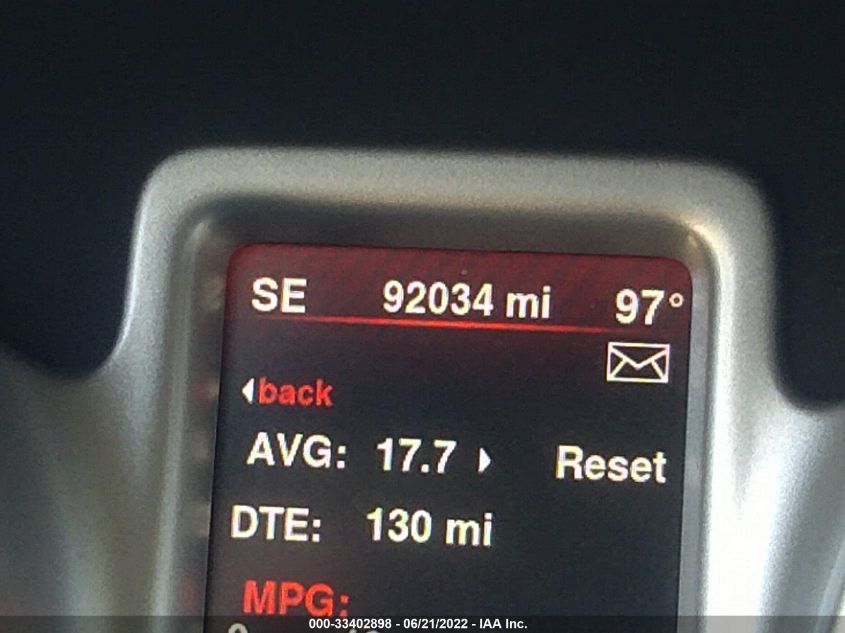 SE 92034 mi 97°
back
AVG: 17.7 Reset
DTE: 130 mi
MPG:
000-33402898 - 06/21/2022 - IAA Inc.